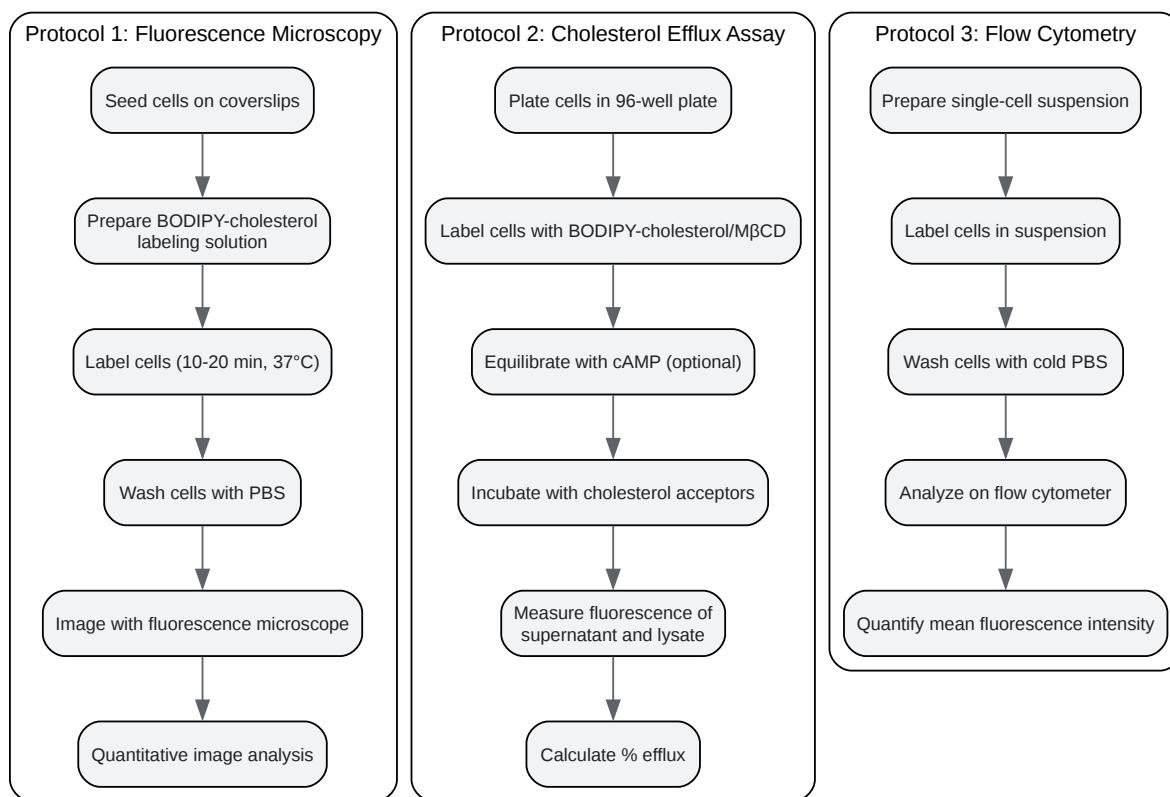 Protocol 1: Fluorescence Microscopy
Seed cells on coverslips
Prepare BODIPY-cholesterol
labeling solution
Label cells (10-20 min, 37°C)
Wash cells with PBS
Image with fluorescence microscope
Quantitative image analysis
Protocol 2: Cholesterol Efflux Assay
Plate cells in 96-well plate
Label cells with BODIPY-cholesterol/MβCD
Equilibrate with cAMP (optional)
Incubate with cholesterol acceptors
Measure fluorescence of
supernatant and lysate
Calculate % efflux
Protocol 3: Flow Cytometry
Prepare single-cell suspension
Label cells in suspension
Wash cells with cold PBS
Analyze on flow cytometer
Quantify mean fluorescence intensity